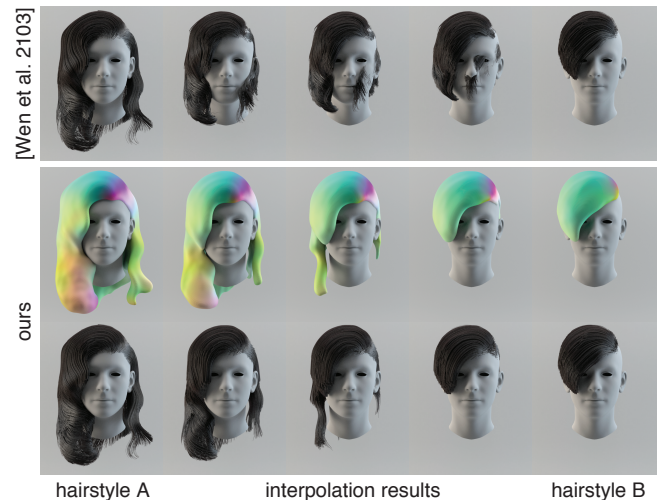 [Wen et al. 2103]
ours
hairstyle A
interpolation results
hairstyle B